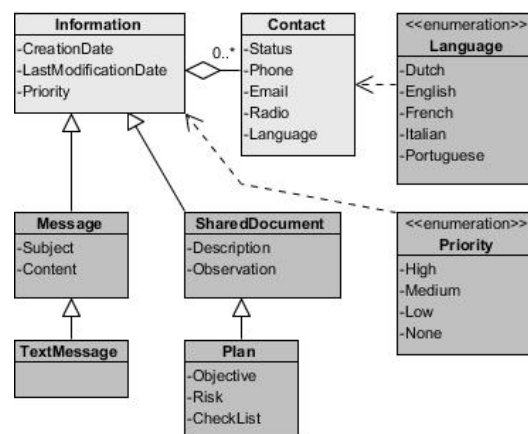 Information
-CreationDate
-LastModificationDate
-Priority
0..*
Contact
-Status
-Phone
-Email
-Radio
-Language
<<enumeration>>
Language
-Dutch
-English
-French
-Italian
-Portuguese
Message
-Subject
-Content
SharedDocument
-Description
-Observation
<<enumeration>>
Priority
-High
-Medium
-Low
-None
TextMessage
Plan
-Objective
-Risk
-CheckList